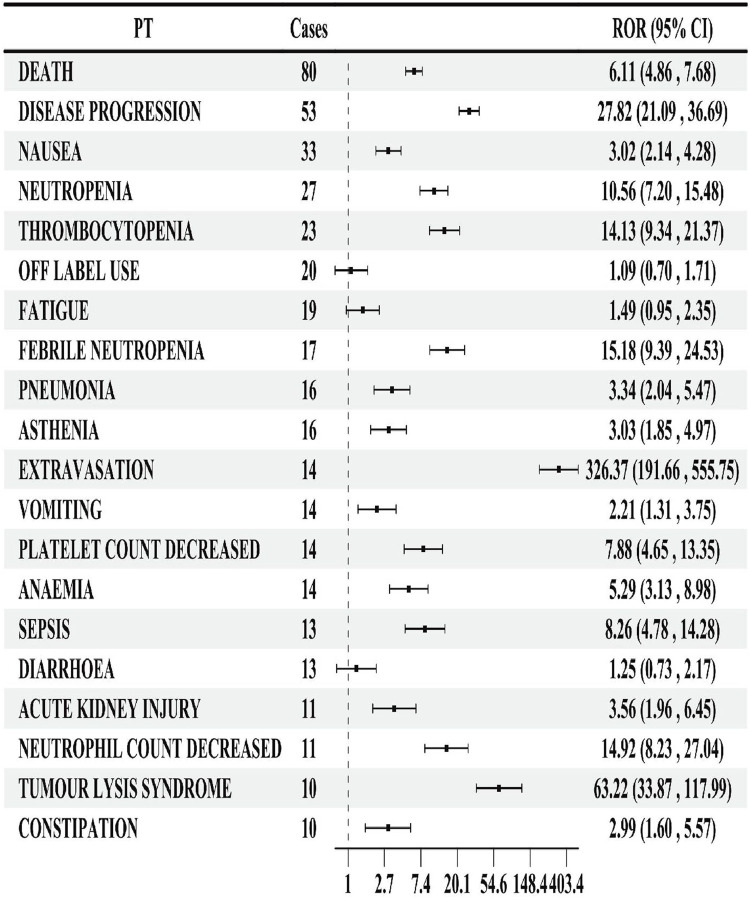 PT Cases ROR (95% CI)
DEATH 80 6.11 (4.86 , 7.68)
DISEASE PROGRESSION 53 27.82 (21.09 , 36.69)
NAUSEA 33 3.02 (2.14 , 4.28)
NEUTROPENIA 27 10.56 (7.20 , 15.48)
THROMBOCYTOPENIA 23 14.13 (9.34 , 21.37)
OFF LABEL USE 20 1.09 (0.70 , 1.71)
FATIGUE 19 1.49 (0.95 , 2.35)
FEBRILE NEUTROPENIA 17 15.18 (9.39 , 24.53)
PNEUMONIA 16 3.34 (2.04 , 5.47)
ASTHENIA 16 3.03 (1.85 , 4.97)
EXTRAVASATION 14 326.37 (191.66 , 555.75)
VOMITING 14 2.21 (1.31 , 3.75)
PLATELET COUNT DECREASED 14 7.88 (4.65 , 13.35)
ANAEMIA 14 5.29 (3.13 , 8.98)
SEPSIS 13 8.26 (4.78 , 14.28)
DIARRHOEA 13 1.25 (0.73 , 2.17)
ACUTE KIDNEY INJURY 11 3.56 (1.96 , 6.45)
NEUTROPHIL COUNT DECREASED 11 14.92 (8.23 , 27.04)
TUMOUR LYSIS SYNDROME 10 63.22 (33.87 , 117.99)
CONSTIPATION 10 2.99 (1.60 , 5.57)
1 2.7 7.4 20.1 54.6 148.4 403.4